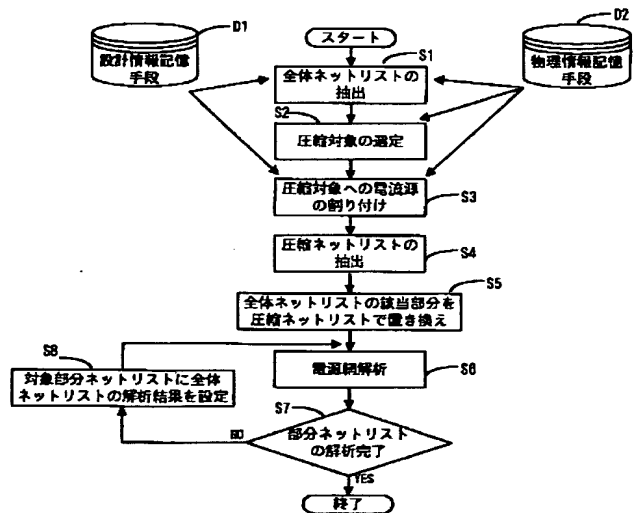 D1
D2
スタート
設計情報記憶
手段
物理情報記憶
手段
S1
全体ネットリストの
抽出
S2
圧縮対象の選定
圧縮対象への電流源
の割り付け
S3
圧縮ネットリストの
抽出
S4
S5
全体ネットリストの該当部分を
圧縮ネットリストで置き換え
S8
対象部分ネットリストに全体
ネットリストの解析結果を設定
電源網解析
S6
S7
部分ネットリスト
の解析完了
NO
YES
終了